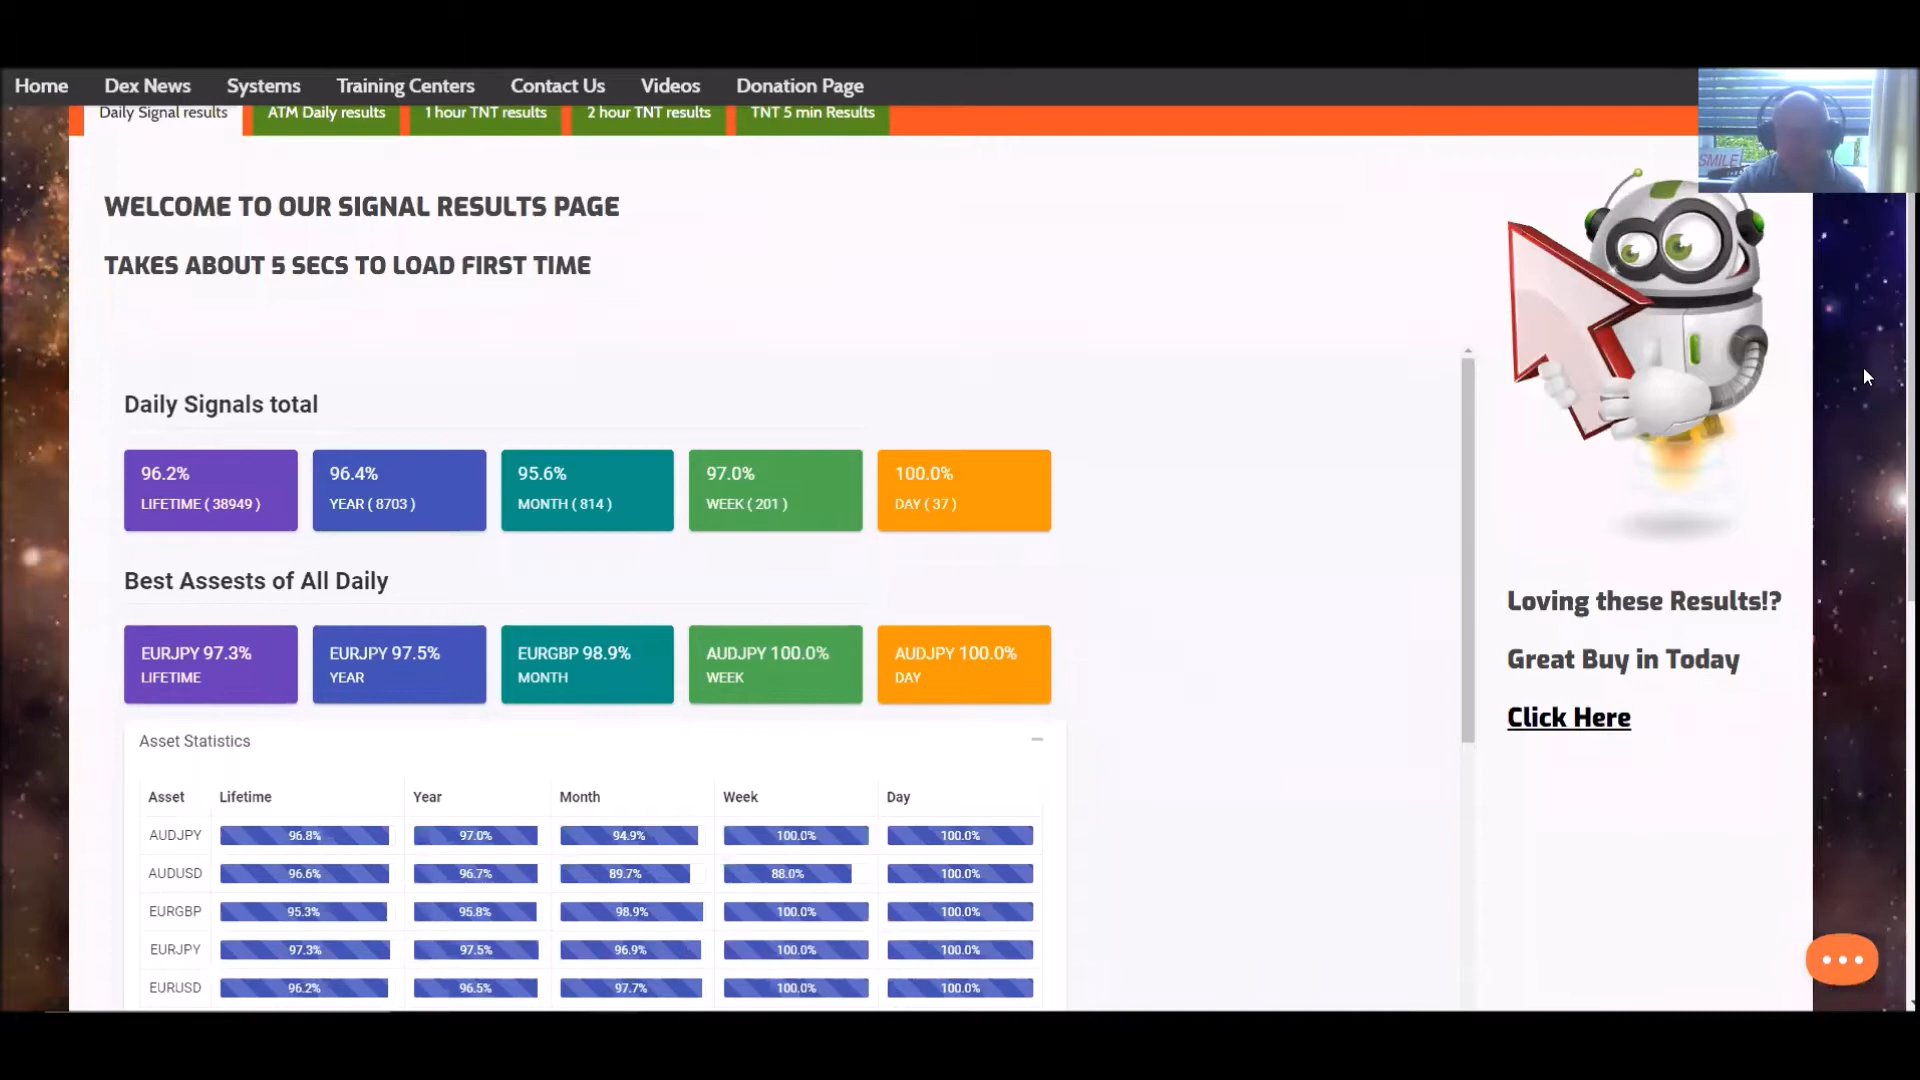 Home Dex News Systems Training Centers Contact Us Videos Donation Page
Daily Signal results ATM Daily results 1 hour TNT results 2 hour TNT results TNT 5 min Results
SMILE
WELCOME TO OUR SIGNAL RESULTS PAGE
TAKES ABOUT 5 SECS TO LOAD FIRST TIME
Daily Signals total
96.2% 96.4% 95.6% 97.0% 100.0%
LIFETIME ( 38949 ) YEAR ( 8703 ) MONTH ( 814 ) WEEK ( 201 ) DAY ( 37 )
Best Assests of All Daily
EURJPY 97.3% EURJPY 97.5% EURGBP 98.9% AUDJPY 100.0% AUDJPY 100.0%
LIFETIME YEAR MONTH WEEK DAY
Asset Statistics
Asset Lifetime Year Month Week Day
AUDJPY 96.8% 97.0% 94.9% 100.0% 100.0%
AUDUSD 96.6% 96.7% 89.7% 88.0% 100.0%
EURGBP 95.3% 95.8% 98.9% 100.0% 100.0%
EURJPY 97.3% 97.5% 96.9% 100.0% 100.0%
EURUSD 96.2% 96.5% 97.7% 100.0% 100.0%
Loving these Results!?
Great Buy in Today
Click Here